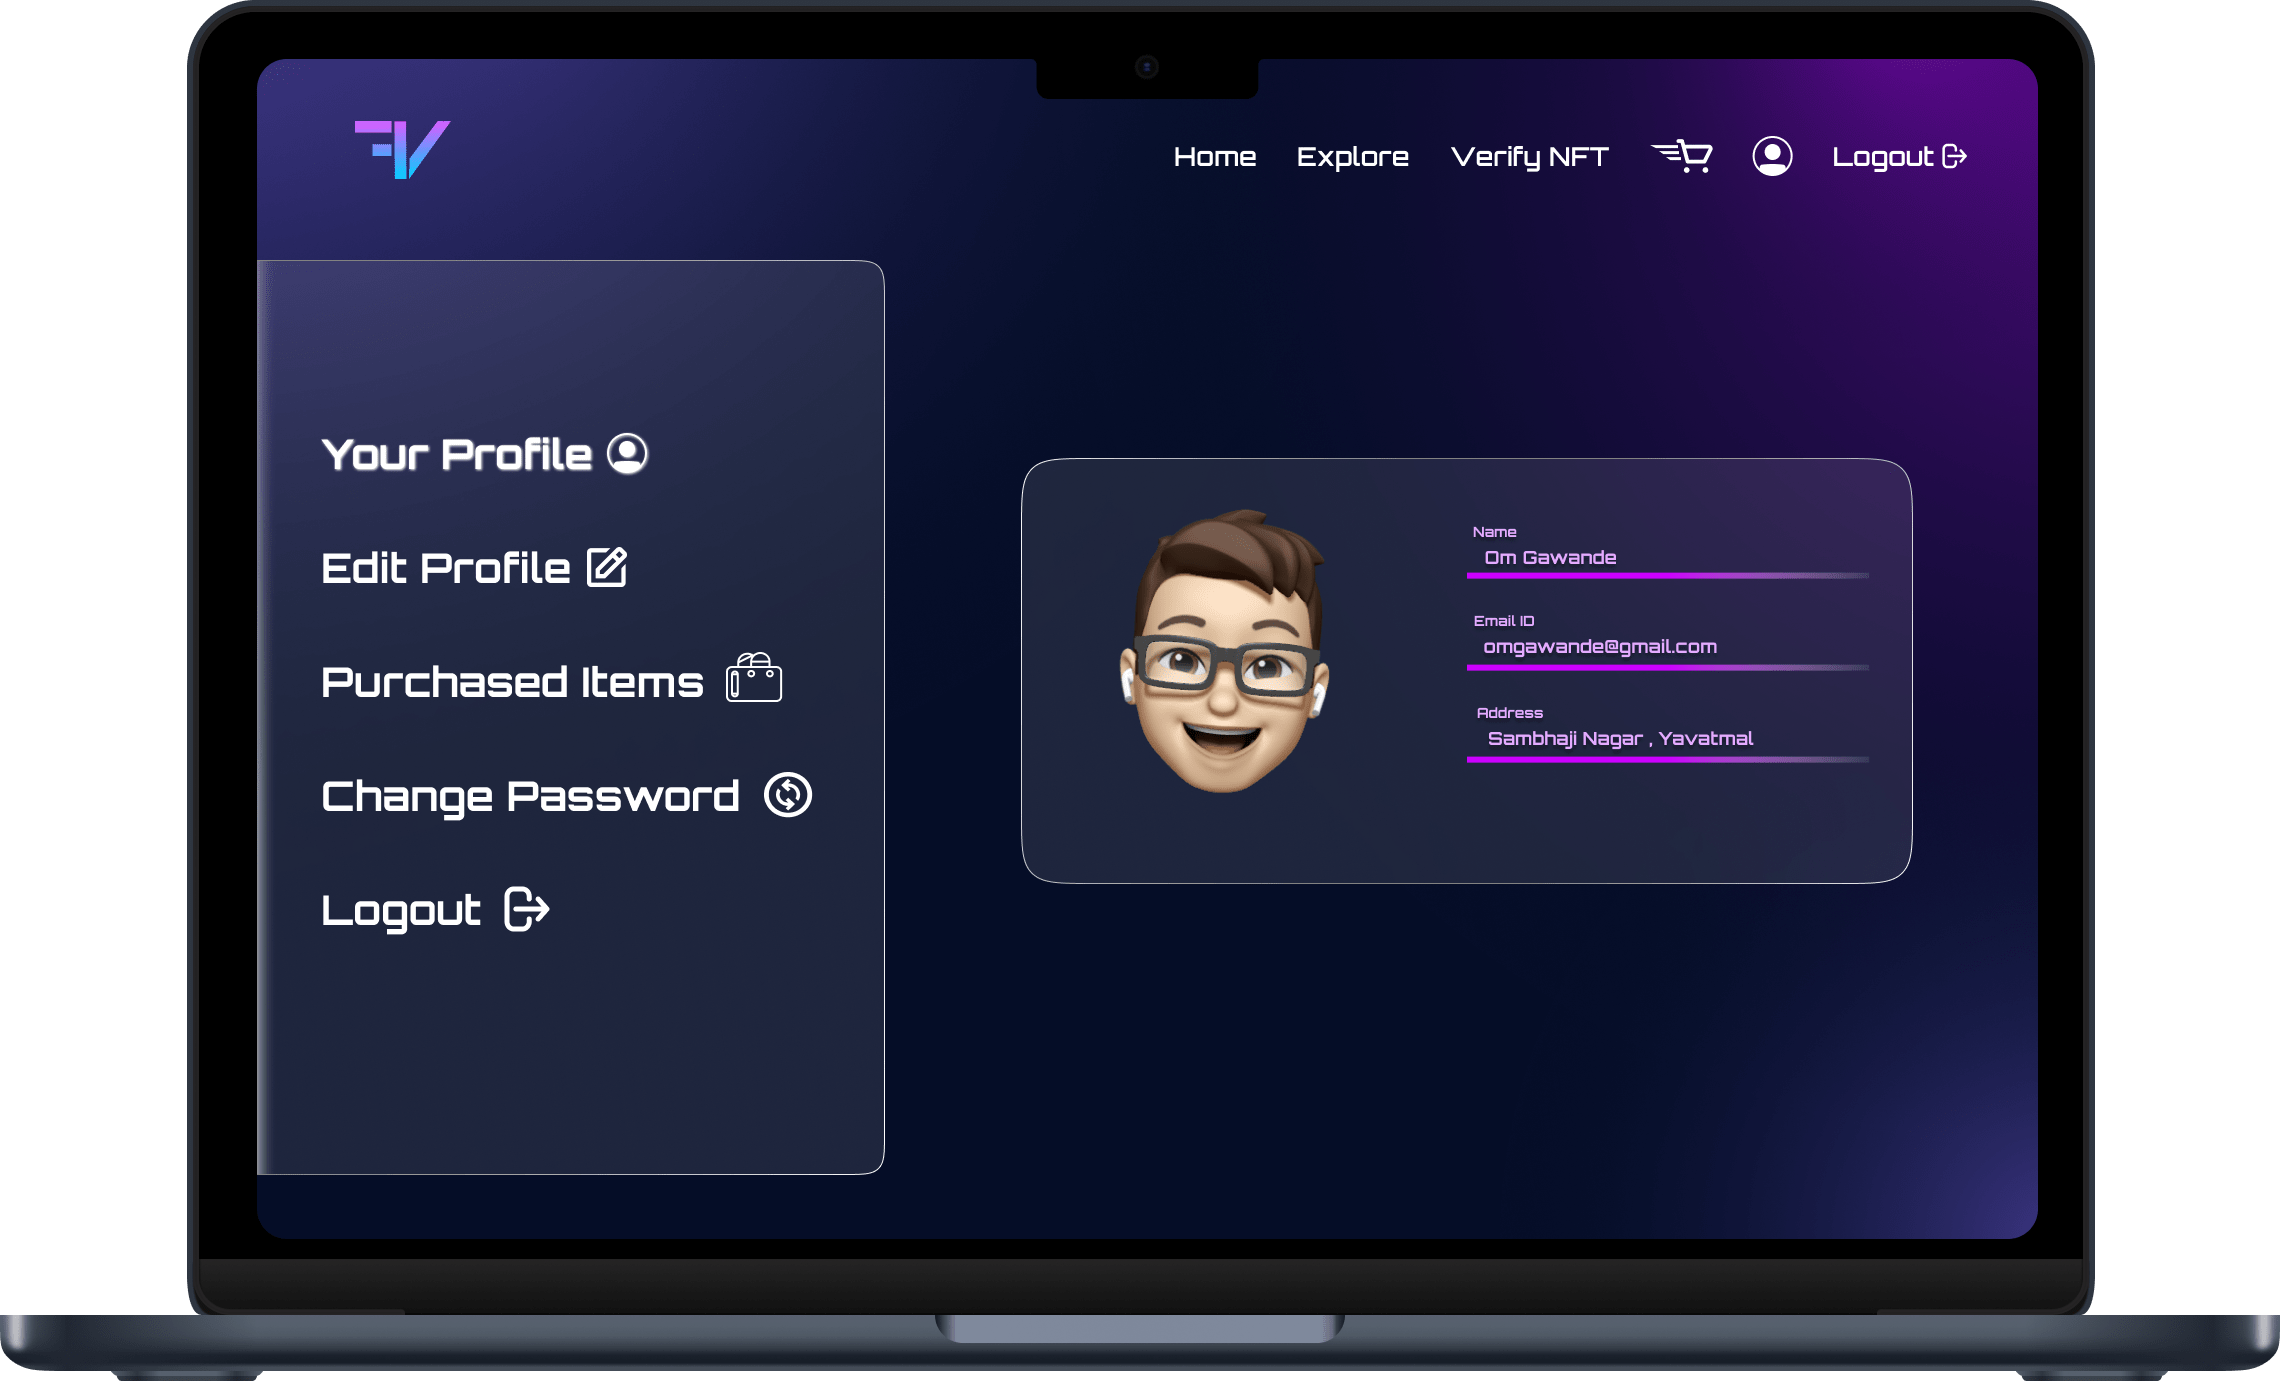 FV
Home Explore Verify NFT Logout
Your Profile
Edit Profile
Purchased Items
Change Password
Logout
Name
Om Gawande
Email ID
omgawande@gmail.com
Address
Sambhaji Nagar , Yavatmal